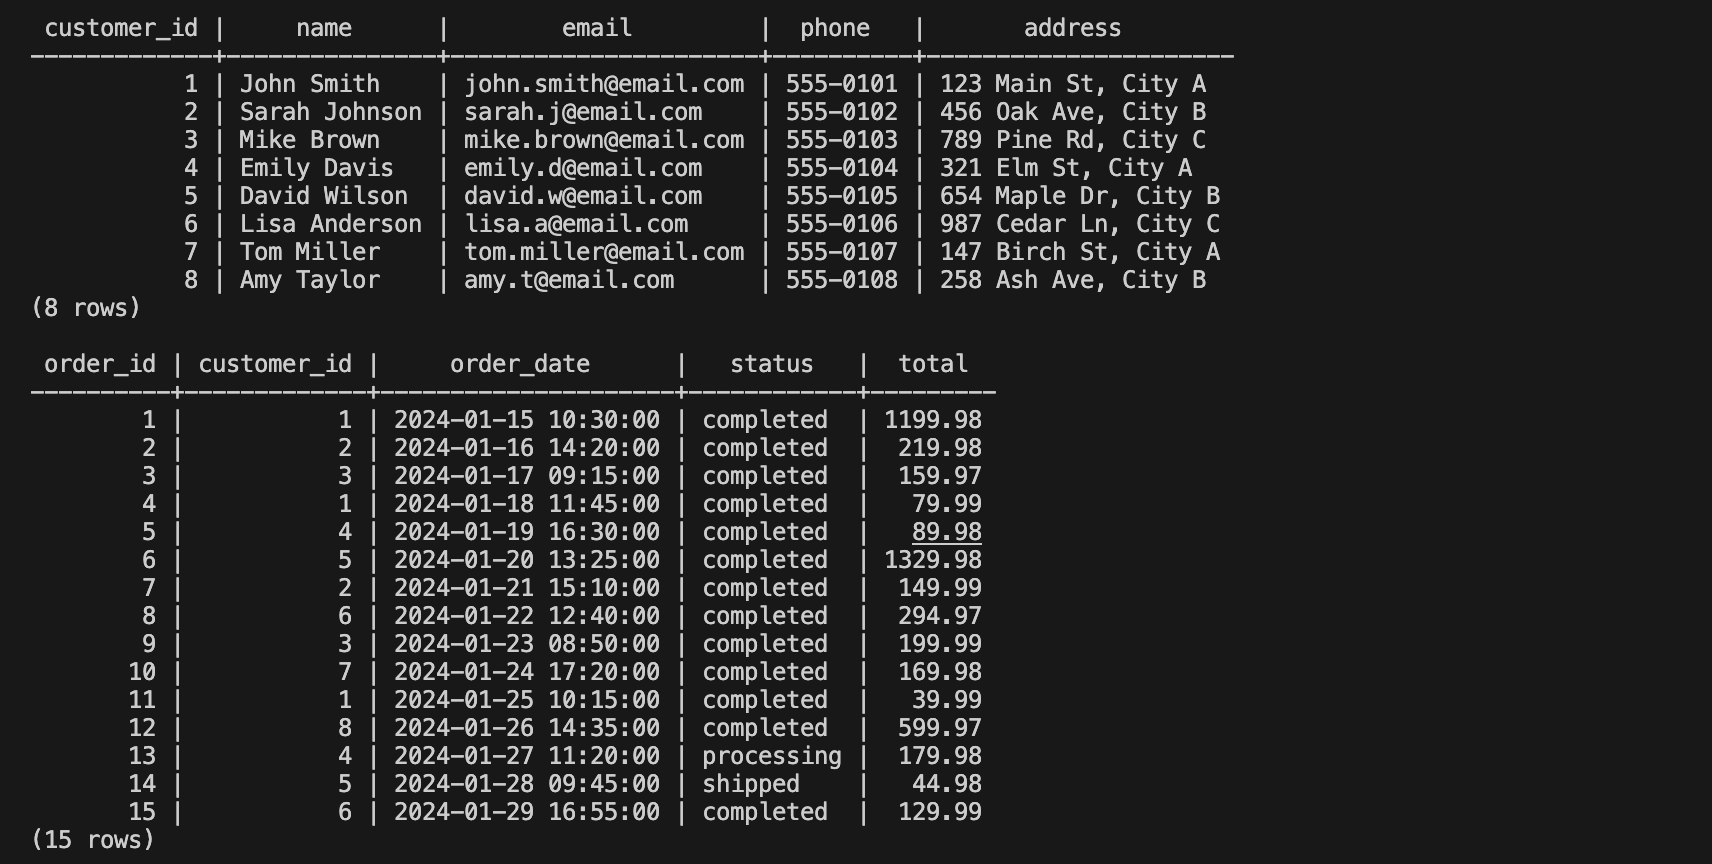 customer_id | name | email | phone | address
-------------+---------------+----------------------+----------+----------------------
1 | John Smith | john.smith@email.com | 555-0101 | 123 Main St, City A
2 | Sarah Johnson | sarah.j@email.com | 555-0102 | 456 Oak Ave, City B
3 | Mike Brown | mike.brown@email.com | 555-0103 | 789 Pine Rd, City C
4 | Emily Davis | emily.d@email.com | 555-0104 | 321 Elm St, City A
5 | David Wilson | david.w@email.com | 555-0105 | 654 Maple Dr, City B
6 | Lisa Anderson | lisa.a@email.com | 555-0106 | 987 Cedar Ln, City C
7 | Tom Miller | tom.miller@email.com | 555-0107 | 147 Birch St, City A
8 | Amy Taylor | amy.t@email.com | 555-0108 | 258 Ash Ave, City B
(8 rows)
order_id | customer_id | order_date | status | total
----------+-------------+---------------------+------------+---------
1 | 1 | 2024-01-15 10:30:00 | completed | 1199.98
2 | 2 | 2024-01-16 14:20:00 | completed | 219.98
3 | 3 | 2024-01-17 09:15:00 | completed | 159.97
4 | 1 | 2024-01-18 11:45:00 | completed | 79.99
5 | 4 | 2024-01-19 16:30:00 | completed | 89.98
6 | 5 | 2024-01-20 13:25:00 | completed | 1329.98
7 | 2 | 2024-01-21 15:10:00 | completed | 149.99
8 | 6 | 2024-01-22 12:40:00 | completed | 294.97
9 | 3 | 2024-01-23 08:50:00 | completed | 199.99
10 | 7 | 2024-01-24 17:20:00 | completed | 169.98
11 | 1 | 2024-01-25 10:15:00 | completed | 39.99
12 | 8 | 2024-01-26 14:35:00 | completed | 599.97
13 | 4 | 2024-01-27 11:20:00 | processing | 179.98
14 | 5 | 2024-01-28 09:45:00 | shipped | 44.98
15 | 6 | 2024-01-29 16:55:00 | completed | 129.99
(15 rows)